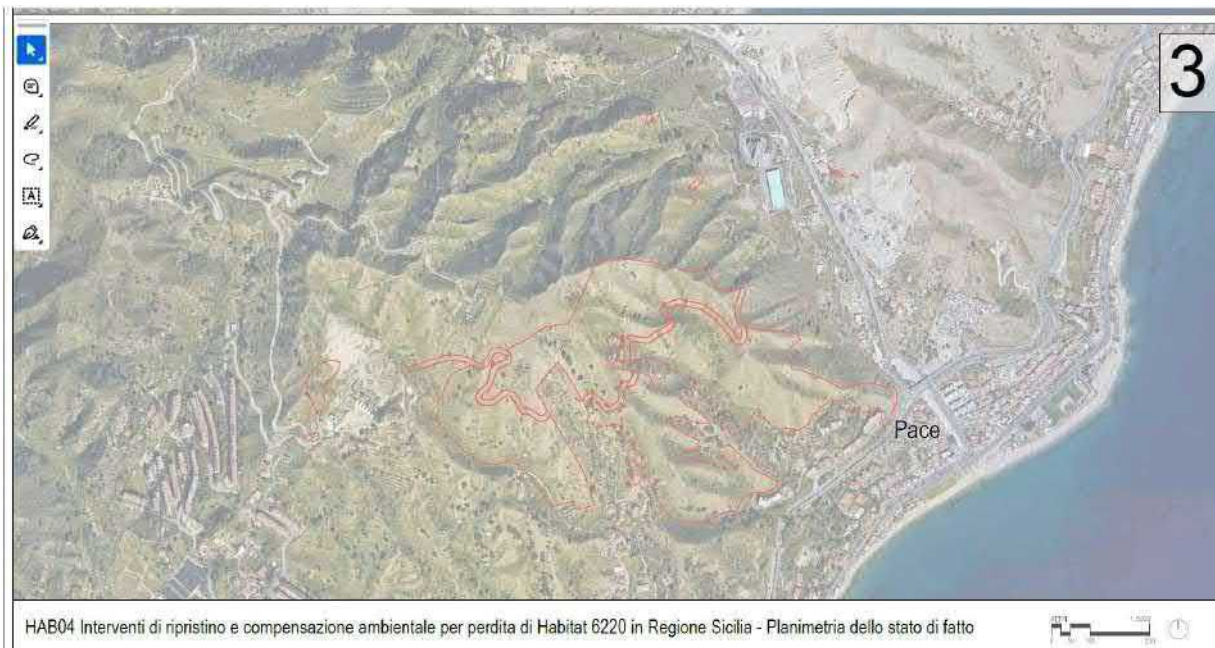 3
A
Pace
HAB04 Interventi di ripristino e compensazione ambientale per perdita di Habitat 6220 in Regione Sicilia - Planimetria dello stato di fatto